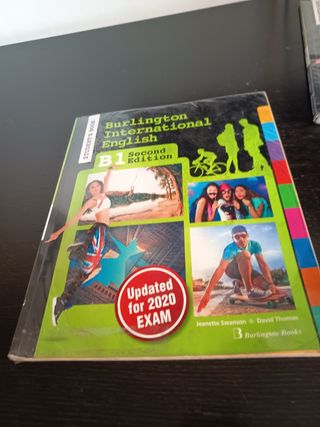 STUDENT'S BOOK
Burlington
International
English
B1 Second
Edition
Updated
for 2020
EXAM
Jeanette Swanson David Thomas
B Burlington Books